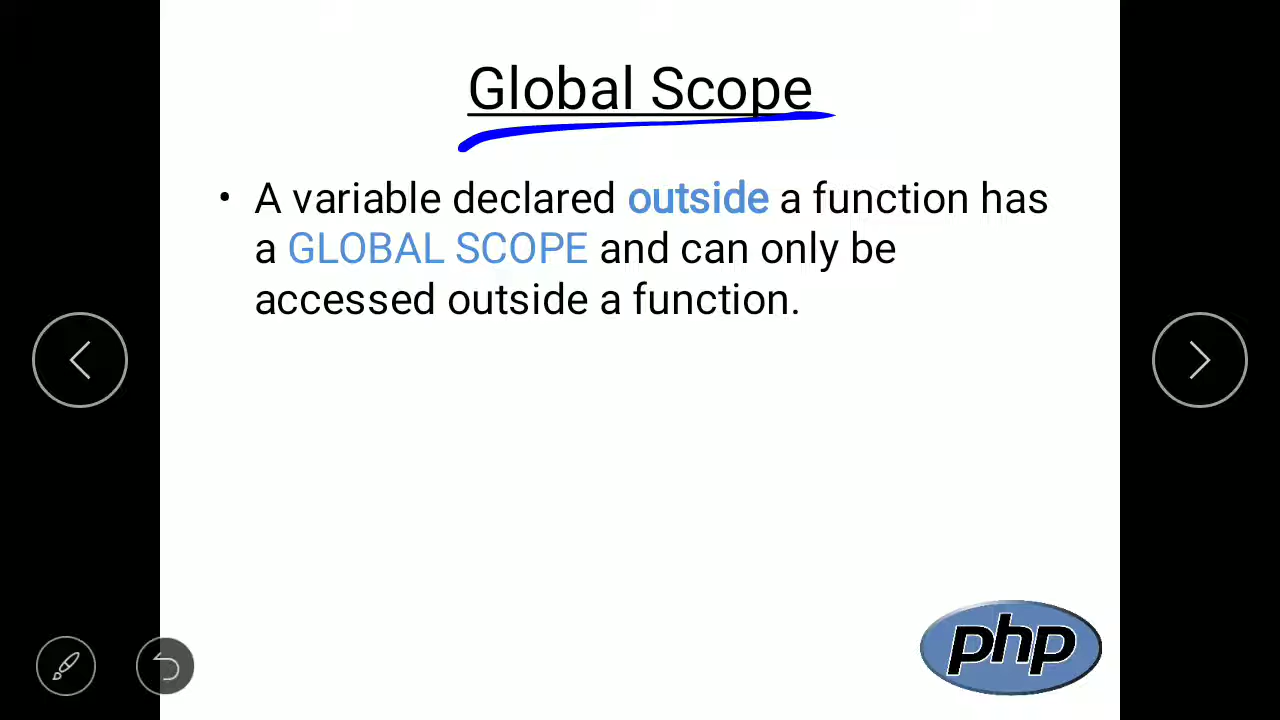 Global Scope
• A variable declared outside a function has
a GLOBAL SCOPE and can only be
accessed outside a function.
php